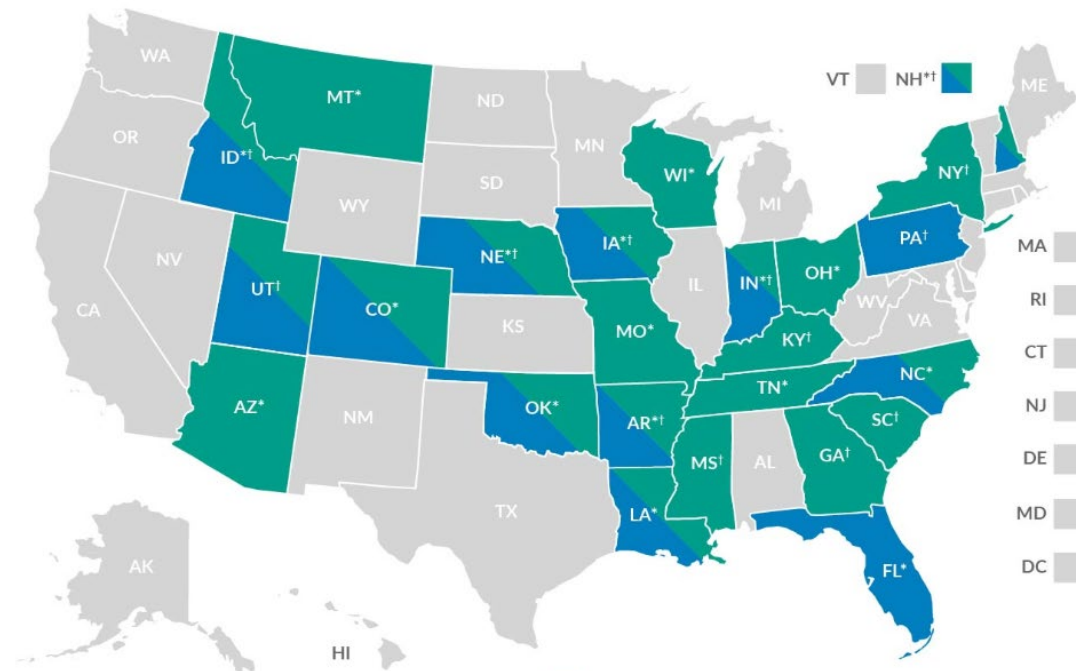 WA
MT*
ND
VT
NH*†
ME
OR
ID*†
MN
WI*
NY†
SD
WY
MI
IA*†
PA†
NE*†
MA
NV
UT†
CO*
IL
IN*†
OH*
CA
KS
MO*
WV
VA
RI
KY†
CT
AZ*
NM
OK*
AR*†
TN*
NC*
SC†
NJ
MS†
AL
GA†
DE
TX
LA*
MD
AK
FL*
DC
HI